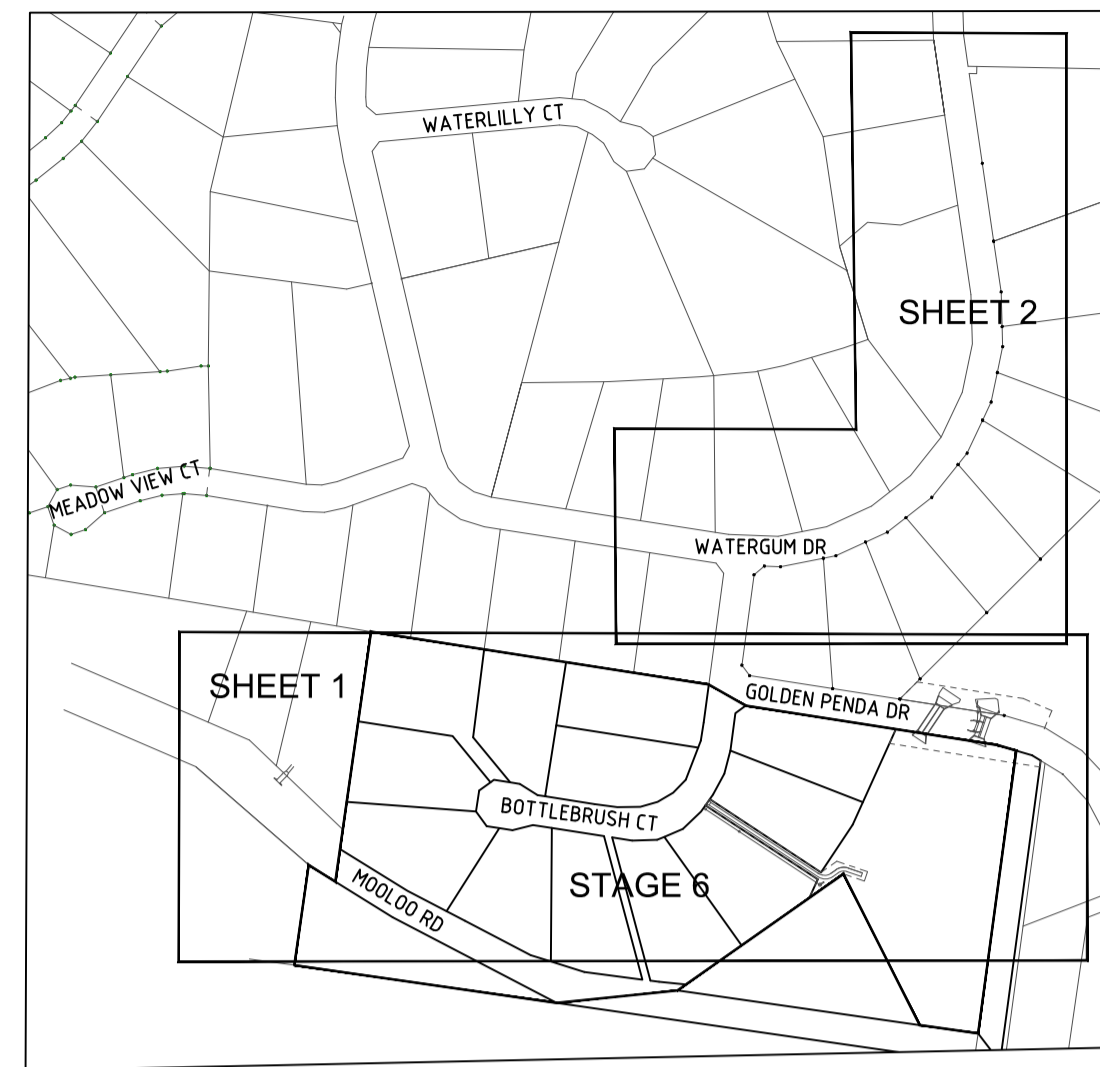 WATERLILLY CT
SHEET 2
MEADOW VIEW CT
WATERGUM DR
SHEET 1
GOLDEN PENDA DR
BOTTLEBRUSH CT
STAGE 6
MOOLOO RD